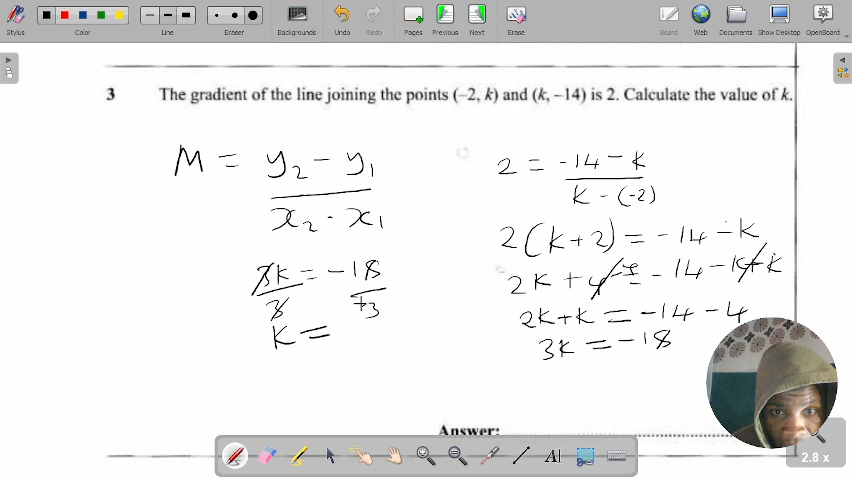 Stylus Color Line Eraser Backgrounds Undo Redo Pages Previous Next Erase Board Web Documents Show Desktop OpenBoard
3 The gradient of the line joining the points (−2, k) and (k, −14) is 2. Calculate the value of k.
M = y₂ − y₁
x₂ - x₁
3k = −18
3 +3
k =
2 = -14 − k
k − (−2)
2(k+2) = −14 − k
2k + 4 − 4 = −14 − k + k
2k + k = −14 − 4
3k = −18
Answer:
2.8 x